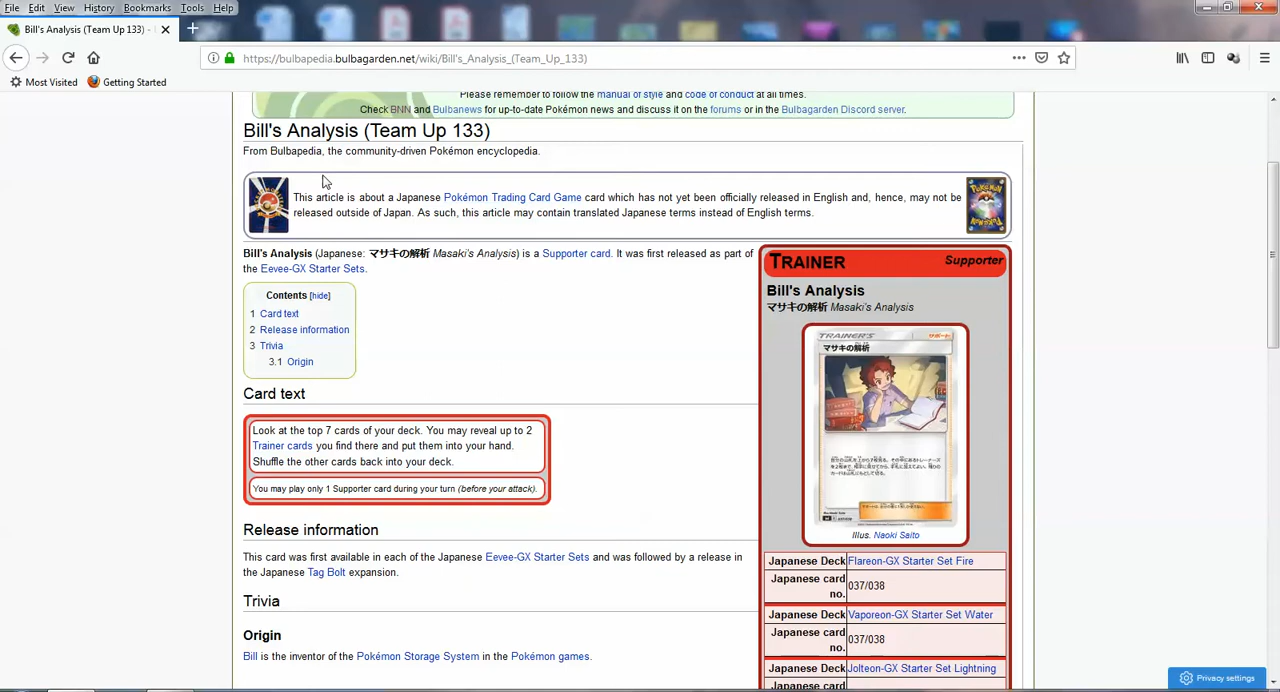 File Edit View History Bookmarks Tools Help
Bill's Analysis (Team Up 133) -
https://bulbapedia.bulbagarden.net/wiki/Bill's_Analysis_(Team_Up_133)
Most Visited Getting Started
Please remember to follow the manual of style and code of conduct at all times.
Check BNN and Bulbanews for up-to-date Pokémon news and discuss it on the forums or in the Bulbagarden Discord server.
Bill's Analysis (Team Up 133)
From Bulbapedia, the community-driven Pokémon encyclopedia.
This article is about a Japanese Pokémon Trading Card Game card which has not yet been officially released in English and, hence, may not be
released outside of Japan. As such, this article may contain translated Japanese terms instead of English terms.
Bill's Analysis (Japanese: マサキの解析 Masaki's Analysis) is a Supporter card. It was first released as part of
the Eevee-GX Starter Sets.
Contents [hide]
1 Card text
2 Release information
3 Trivia
3.1 Origin
Card text
Look at the top 7 cards of your deck. You may reveal up to 2
Trainer cards you find there and put them into your hand.
Shuffle the other cards back into your deck.
You may play only 1 Supporter card during your turn (before your attack).
Release information
This card was first available in each of the Japanese Eevee-GX Starter Sets and was followed by a release in
the Japanese Tag Bolt expansion.
Trivia
Origin
Bill is the inventor of the Pokémon Storage System in the Pokémon games.
TRAINER Supporter
Bill's Analysis
マサキの解析 Masaki's Analysis
TRAINER'S サポート
マサキの解析
Illus. Naoki Saito
Japanese Deck Flareon-GX Starter Set Fire
Japanese card no. 037/038
Japanese Deck Vaporeon-GX Starter Set Water
Japanese card no. 037/038
Japanese Deck Jolteon-GX Starter Set Lightning
Japanese card
Privacy settings